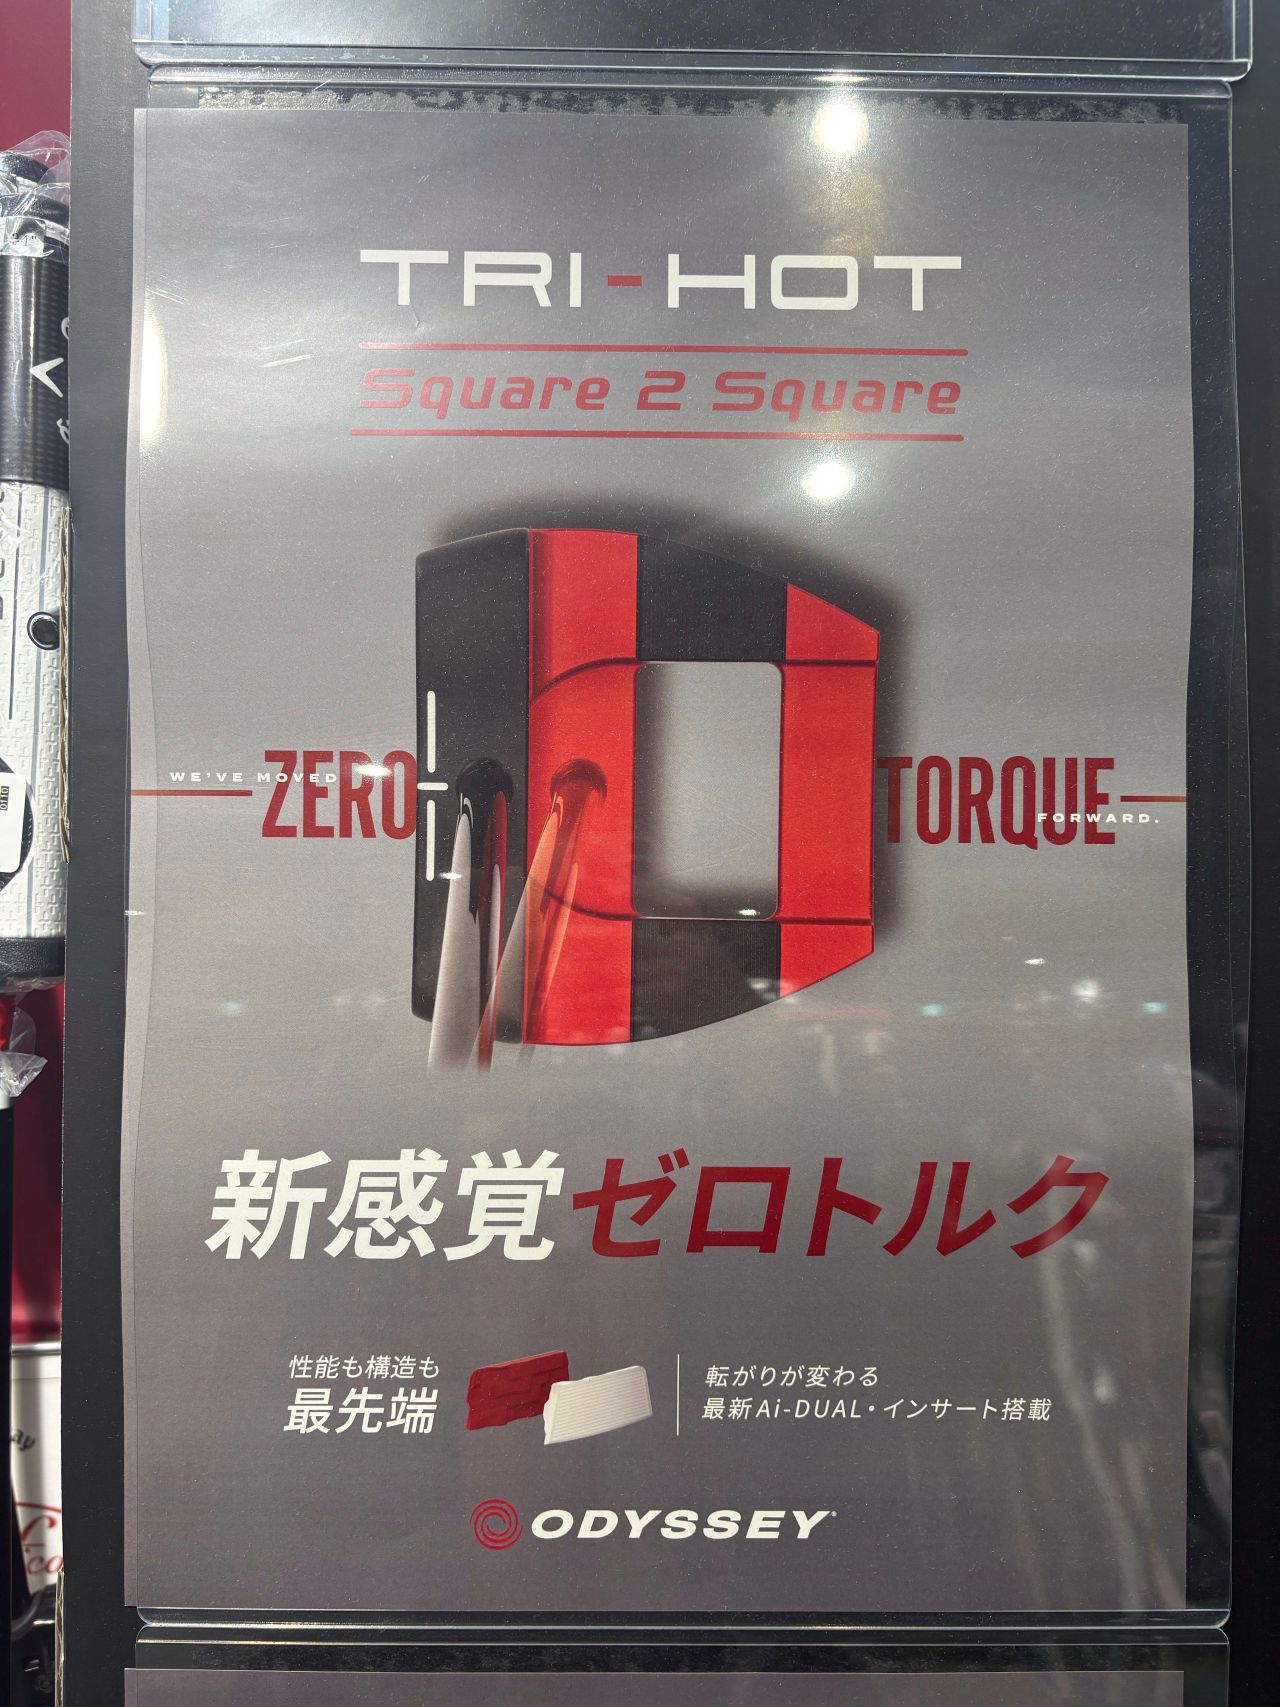 TRI-HOT
Square 2 Square
ZERO TORQUE
WE'VE MOVED
FORWARD.
新感覚ゼロトルク
性能も構造も
最先端
転がりが変わる
最新Ai-DUAL・インサート搭載
ODYSSEY